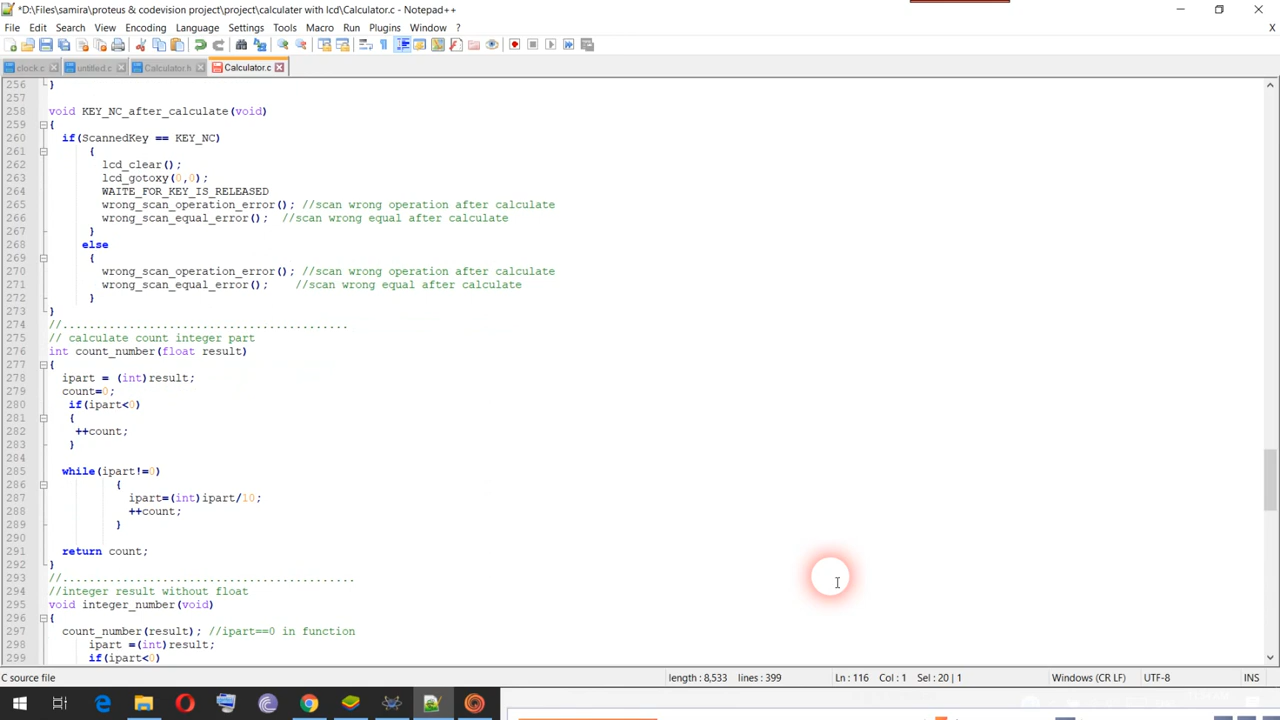 *D:\Files\samira\proteus & codevision project\project\calculater with lcd\Calculator.c - Notepad++
File Edit Search View Encoding Language Settings Tools Macro Run Plugins Window ? X
clock.c untitled.c Calculator.h Calculator.c
256 }
257
258 void KEY_NC_after_calculate(void)
259 {
260 if(ScannedKey == KEY_NC)
261 {
262 lcd_clear();
263 lcd_gotoxy(0,0);
264 WAITE_FOR_KEY_IS_RELEASED
265 wrong_scan_operation_error(); //scan wrong operation after calculate
266 wrong_scan_equal_error(); //scan wrong equal after calculate
267 }
268 else
269 {
270 wrong_scan_operation_error(); //scan wrong operation after calculate
271 wrong_scan_equal_error(); //scan wrong equal after calculate
272 }
273 }
274 //...........................................
275 // calculate count integer part
276 int count_number(float result)
277 {
278 ipart = (int)result;
279 count=0;
280 if(ipart<0)
281 {
282 ++count;
283 }
284
285 while(ipart!=0)
286 {
287 ipart=(int)ipart/10;
288 ++count;
289 }
290
291 return count;
292 }
293 //............................................
294 //integer result without float
295 void integer_number(void)
296 {
297 count_number(result); //ipart==0 in function
298 ipart =(int)result;
299 if(ipart<0)
C source file length : 8,533 lines : 399 Ln : 116 Col : 1 Sel : 20 | 1 Windows (CR LF) UTF-8 INS